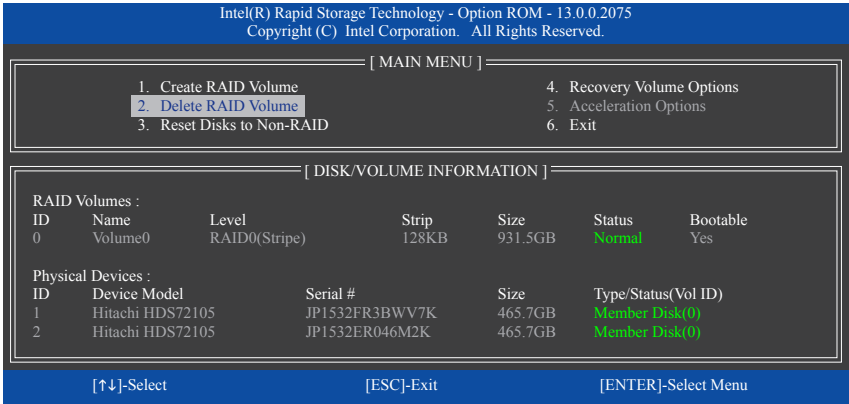 Intel(R) Rapid Storage Technology - Option ROM - 13.0.0.2075
Copyright (C) Intel Corporation. All Rights Reserved.
[ MAIN MENU ]
1. Create RAID Volume 4. Recovery Volume Options
2. Delete RAID Volume 5. Acceleration Options
3. Reset Disks to Non-RAID 6. Exit
[ DISK/VOLUME INFORMATION ]
RAID Volumes :
ID Name Level Strip Size Status Bootable
0 Volume0 RAID0(Stripe) 128KB 931.5GB Normal Yes
Physical Devices :
ID Device Model Serial # Size Type/Status(Vol ID)
1 Hitachi HDS72105 JP1532FR3BWV7K 465.7GB Member Disk(0)
2 Hitachi HDS72105 JP1532ER046M2K 465.7GB Member Disk(0)
[↑↓]-Select [ESC]-Exit [ENTER]-Select Menu